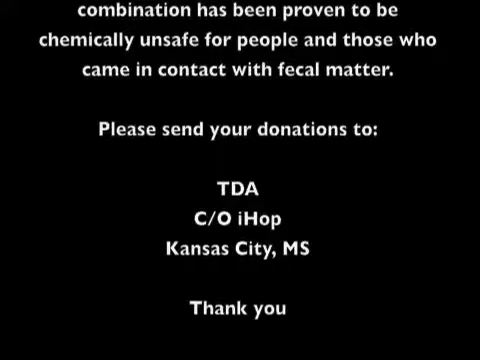 combination has been proven to be
chemically unsafe for people and those who
came in contact with fecal matter.
Please send your donations to:
TDA
C/O iHop
Kansas City, MS
Thank you